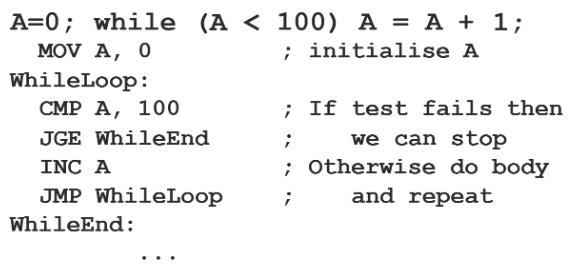 A=0; while (A < 100) A = A + 1;
MOV A, 0 ; initialise A
WhileLoop:
CMP A, 100 ; If test fails then
JGE WhileEnd ; we can stop
INC A ; Otherwise do body
JMP WhileLoop ; and repeat
WhileEnd:
...